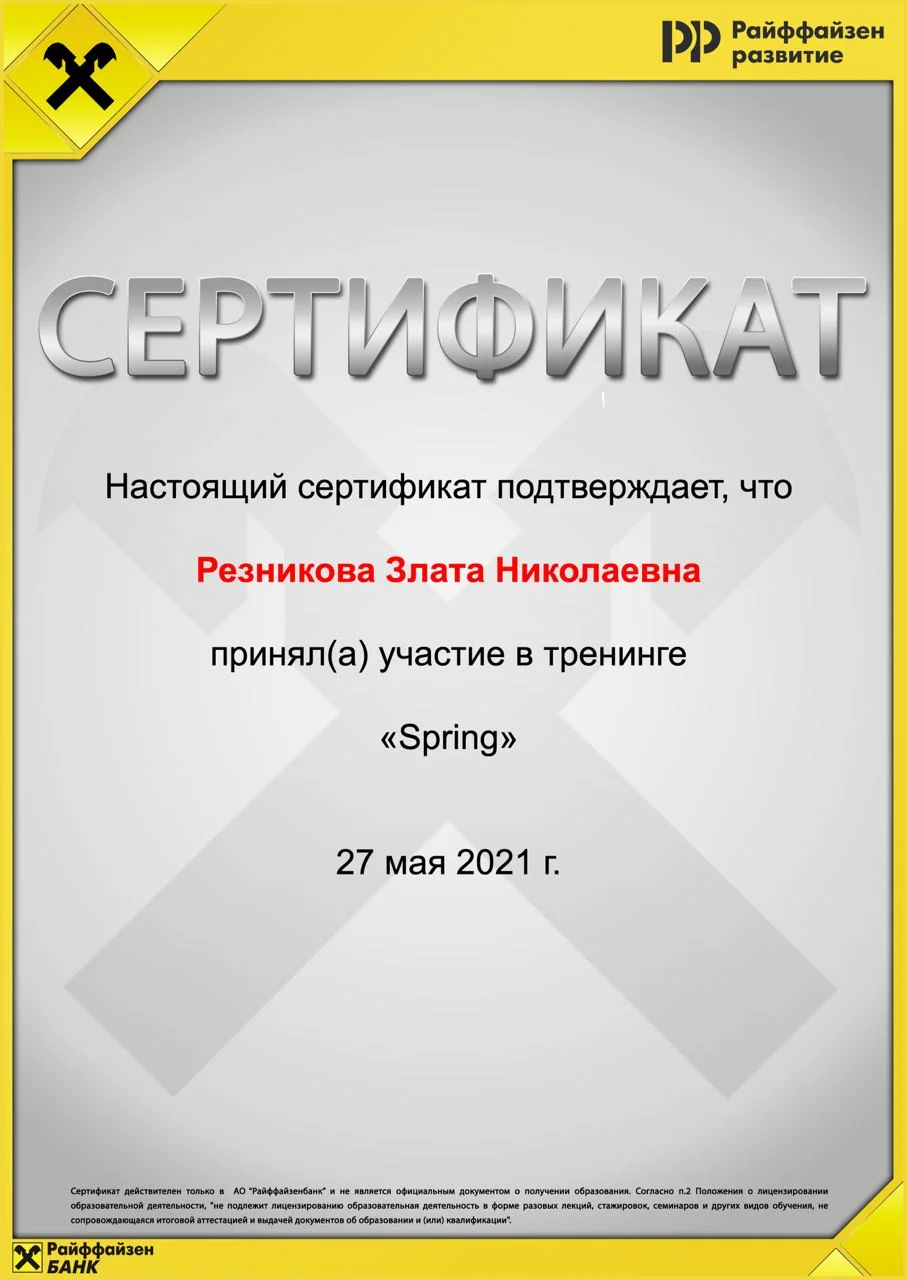 РР Райффайзен
развитие
СЕРТИФИКАТ
Настоящий сертификат подтверждает, что
Резникова Злата Николаевна
принял(а) участие в тренинге
«Spring»
27 мая 2021 г.
Сертификат действителен только в АО "Райффайзенбанк" и не является официальным документом о получении образования. Согласно п.2 Положения о лицензировании
образовательной деятельности, "не подлежит лицензированию образовательная деятельность в форме разовых лекций, стажировок, семинаров и других видов обучения, не
сопровождающаяся итоговой аттестацией и выдачей документов об образовании и (или) квалификации".
Райффайзен
БАНК